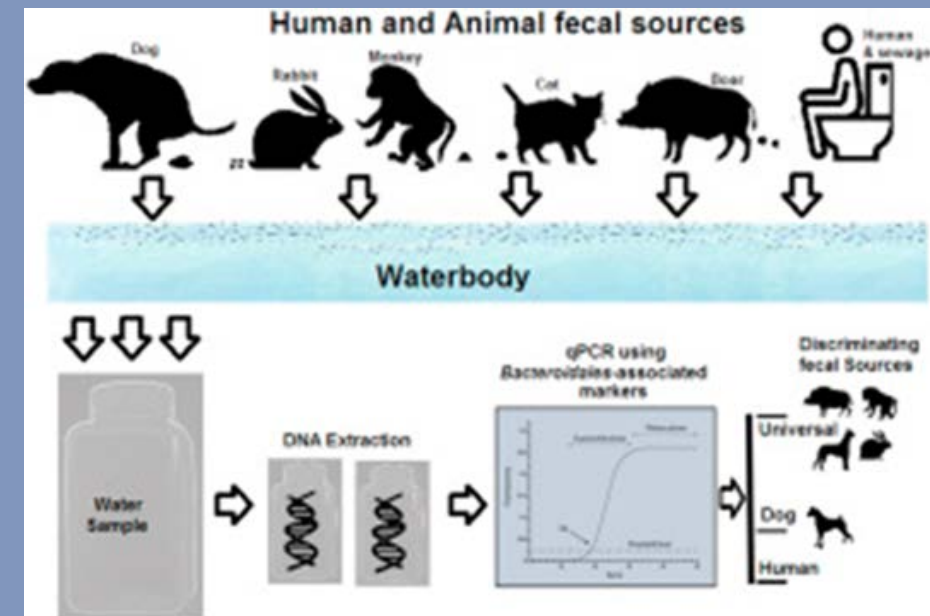 Human and Animal fecal sources
Dog
Rabbit
Monkey
Cat
Boar
Human
& sewage
Waterbody
Water
Sample
DNA Extraction
qPCR using
Bacteroidales-associated
markers
Discriminating
fecal Sources
Universal
Dog
Human